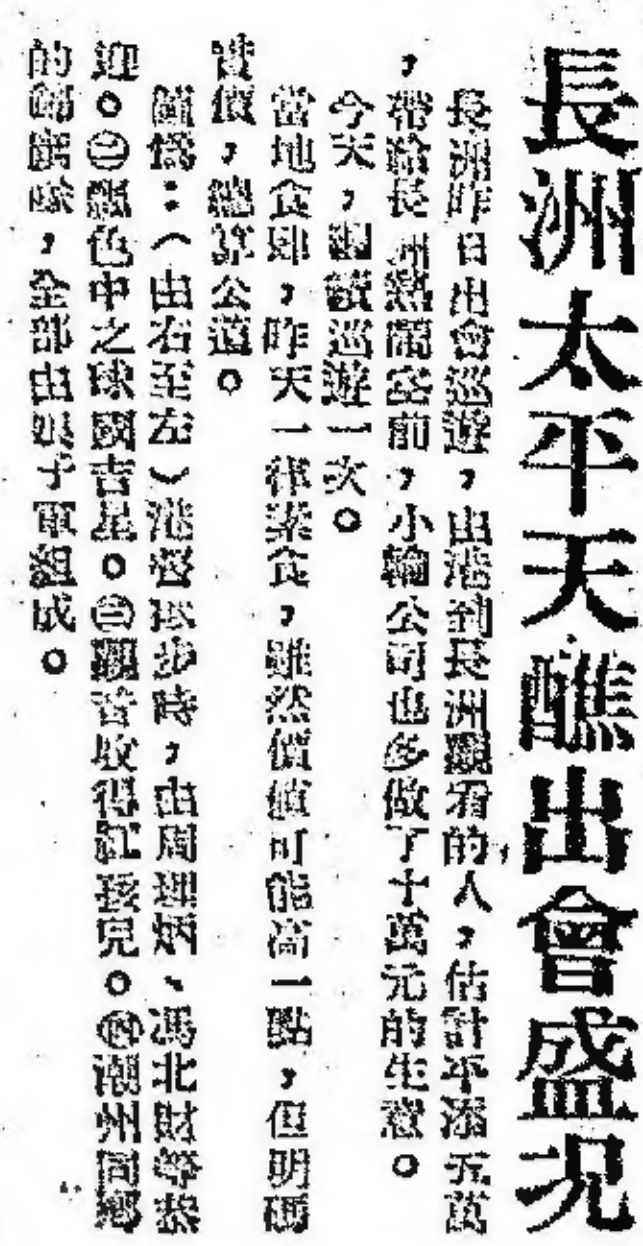 長洲太平天醮出會盛況
長洲昨日出會巡遊,由港到長洲觀看的人,估計平添五萬
,帶給長洲熱鬧空前,小輪公司也多做了十萬元的生意。
今天,繼續巡遊一次。
當地食肆,昨天一律素食,雖然價值可能高一點,但明碼
實價,總算公道。
圖爲:(由右至左)港督 步時,由周理炳、馮北財等恭
迎。㊁飄色中之球國吉星。㊂觀音收得紅孩兒。㊃潮州同鄉
的鑼鼓隊,全部由娘子軍組成。